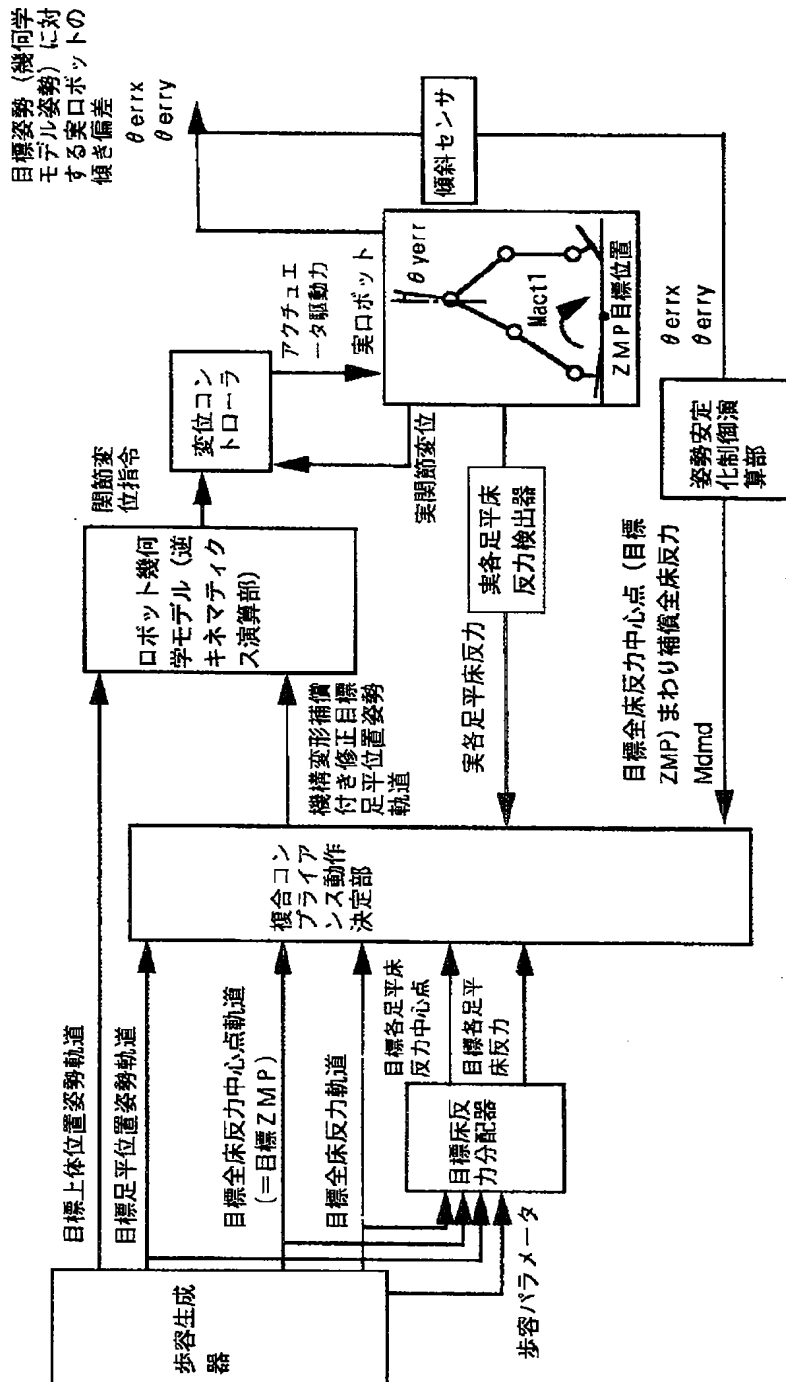 歩容生成
器
目標上体位置姿勢軌道
目標足平位置姿勢軌道
目標全床反力中心点軌道
(＝目標ZMP)
目標全床反力軌道
歩容パラメータ
目標床反
力分配器
目標各足平床
反力中心点
目標各足平
床反力
複合コン
プライア
ンス動作
決定部
機構変形補償
付き修正目標
足平位置姿勢
軌道
ロボット幾何
学モデル（逆
キネマティク
ス演算部）
関節変
位指令
変位コン
トローラ
アクチュエ
ータ駆動力
実関節変位
実ロボット
θyerr
Mact1
ZMP目標位置
実各足平床
反力検出器
実各足平床反力
目標姿勢（幾何学
モデル姿勢）に対
する実ロボットの
傾き偏差
θerrx
θerry
傾斜センサ
θerrx
θerry
姿勢安定
化制御演
算部
目標全床反力中心点（目標
ZMP）まわり補償全床反力
Mdmd